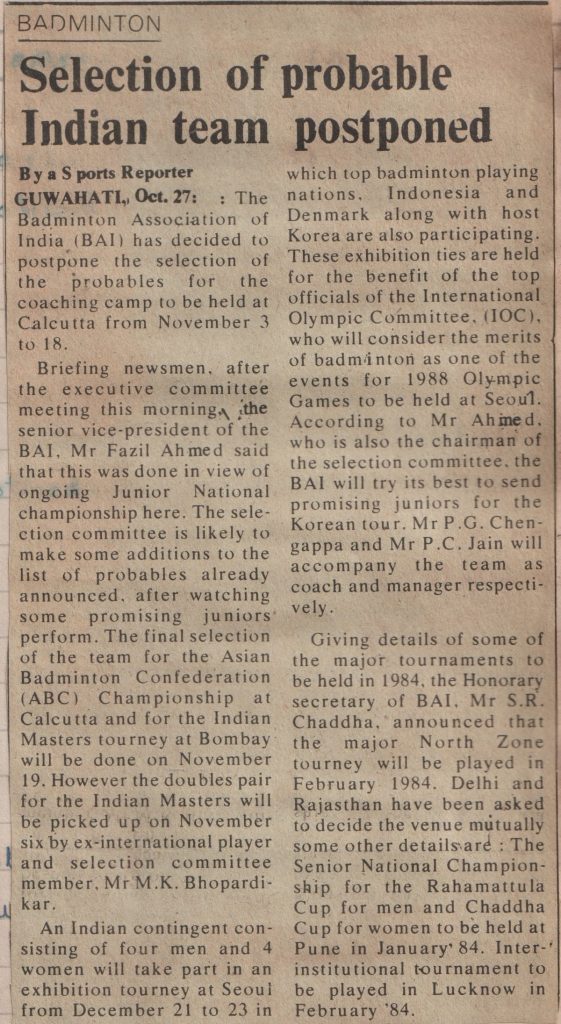 BADMINTON
Selection of probable
Indian team postponed
By a Sports Reporter
GUWAHATI, Oct. 27: : The
Badminton Association of
India (BAI) has decided to
postpone the selection of
the probables for the
coaching camp to be held at
Calcutta from November 3
to 18.
Briefing newsmen, after
the executive committee
meeting this morning, the
senior vice-president of the
BAI, Mr Fazil Ahmed said
that this was done in view of
ongoing Junior National
championship here. The sele-
ction committee is likely to
make some additions to the
list of probables already
announced, after watching
some promising juniors
perform. The final selection
of the team for the Asian
Badminton Confederation
(ABC) Championship at
Calcutta and for the Indian
Masters tourney at Bombay
will be done on November
19. However the doubles pair
for the Indian Masters will
be picked up on November
six by ex-international player
and selection committee
member, Mr M.K. Bhopardi-
kar.
An Indian contingent con-
sisting of four men and 4
women will take part in an
exhibition tourney at Seoul
from December 21 to 23 in
which top badminton playing
nations, Indonesia and
Denmark along with host
Korea are also participating.
These exhibition ties are held
for the benefit of the top
officials of the International
Olympic Committee, (IOC),
who will consider the merits
of badminton as one of the
events for 1988 Olympic
Games to be held at Seoul.
According to Mr Ahmed,
who is also the chairman of
the selection committee, the
BAI will try its best to send
promising juniors for the
Korean tour. Mr P.G. Chen-
gappa and Mr P.C. Jain will
accompany the team as
coach and manager respecti-
vely.
Giving details of some of
the major tournaments to
be held in 1984, the Honorary
secretary of BAI, Mr S.R.
Chaddha, announced that
the major North Zone
tourney will be played in
February 1984. Delhi and
Rajasthan have been asked
to decide the venue mutually
some other details are : The
Senior National Champion-
ship for the Rahamattula
Cup for men and Chaddha
Cup for women to be held at
Pune in January '84. Inter-
institutional tournament to
be played in Lucknow in
February '84.